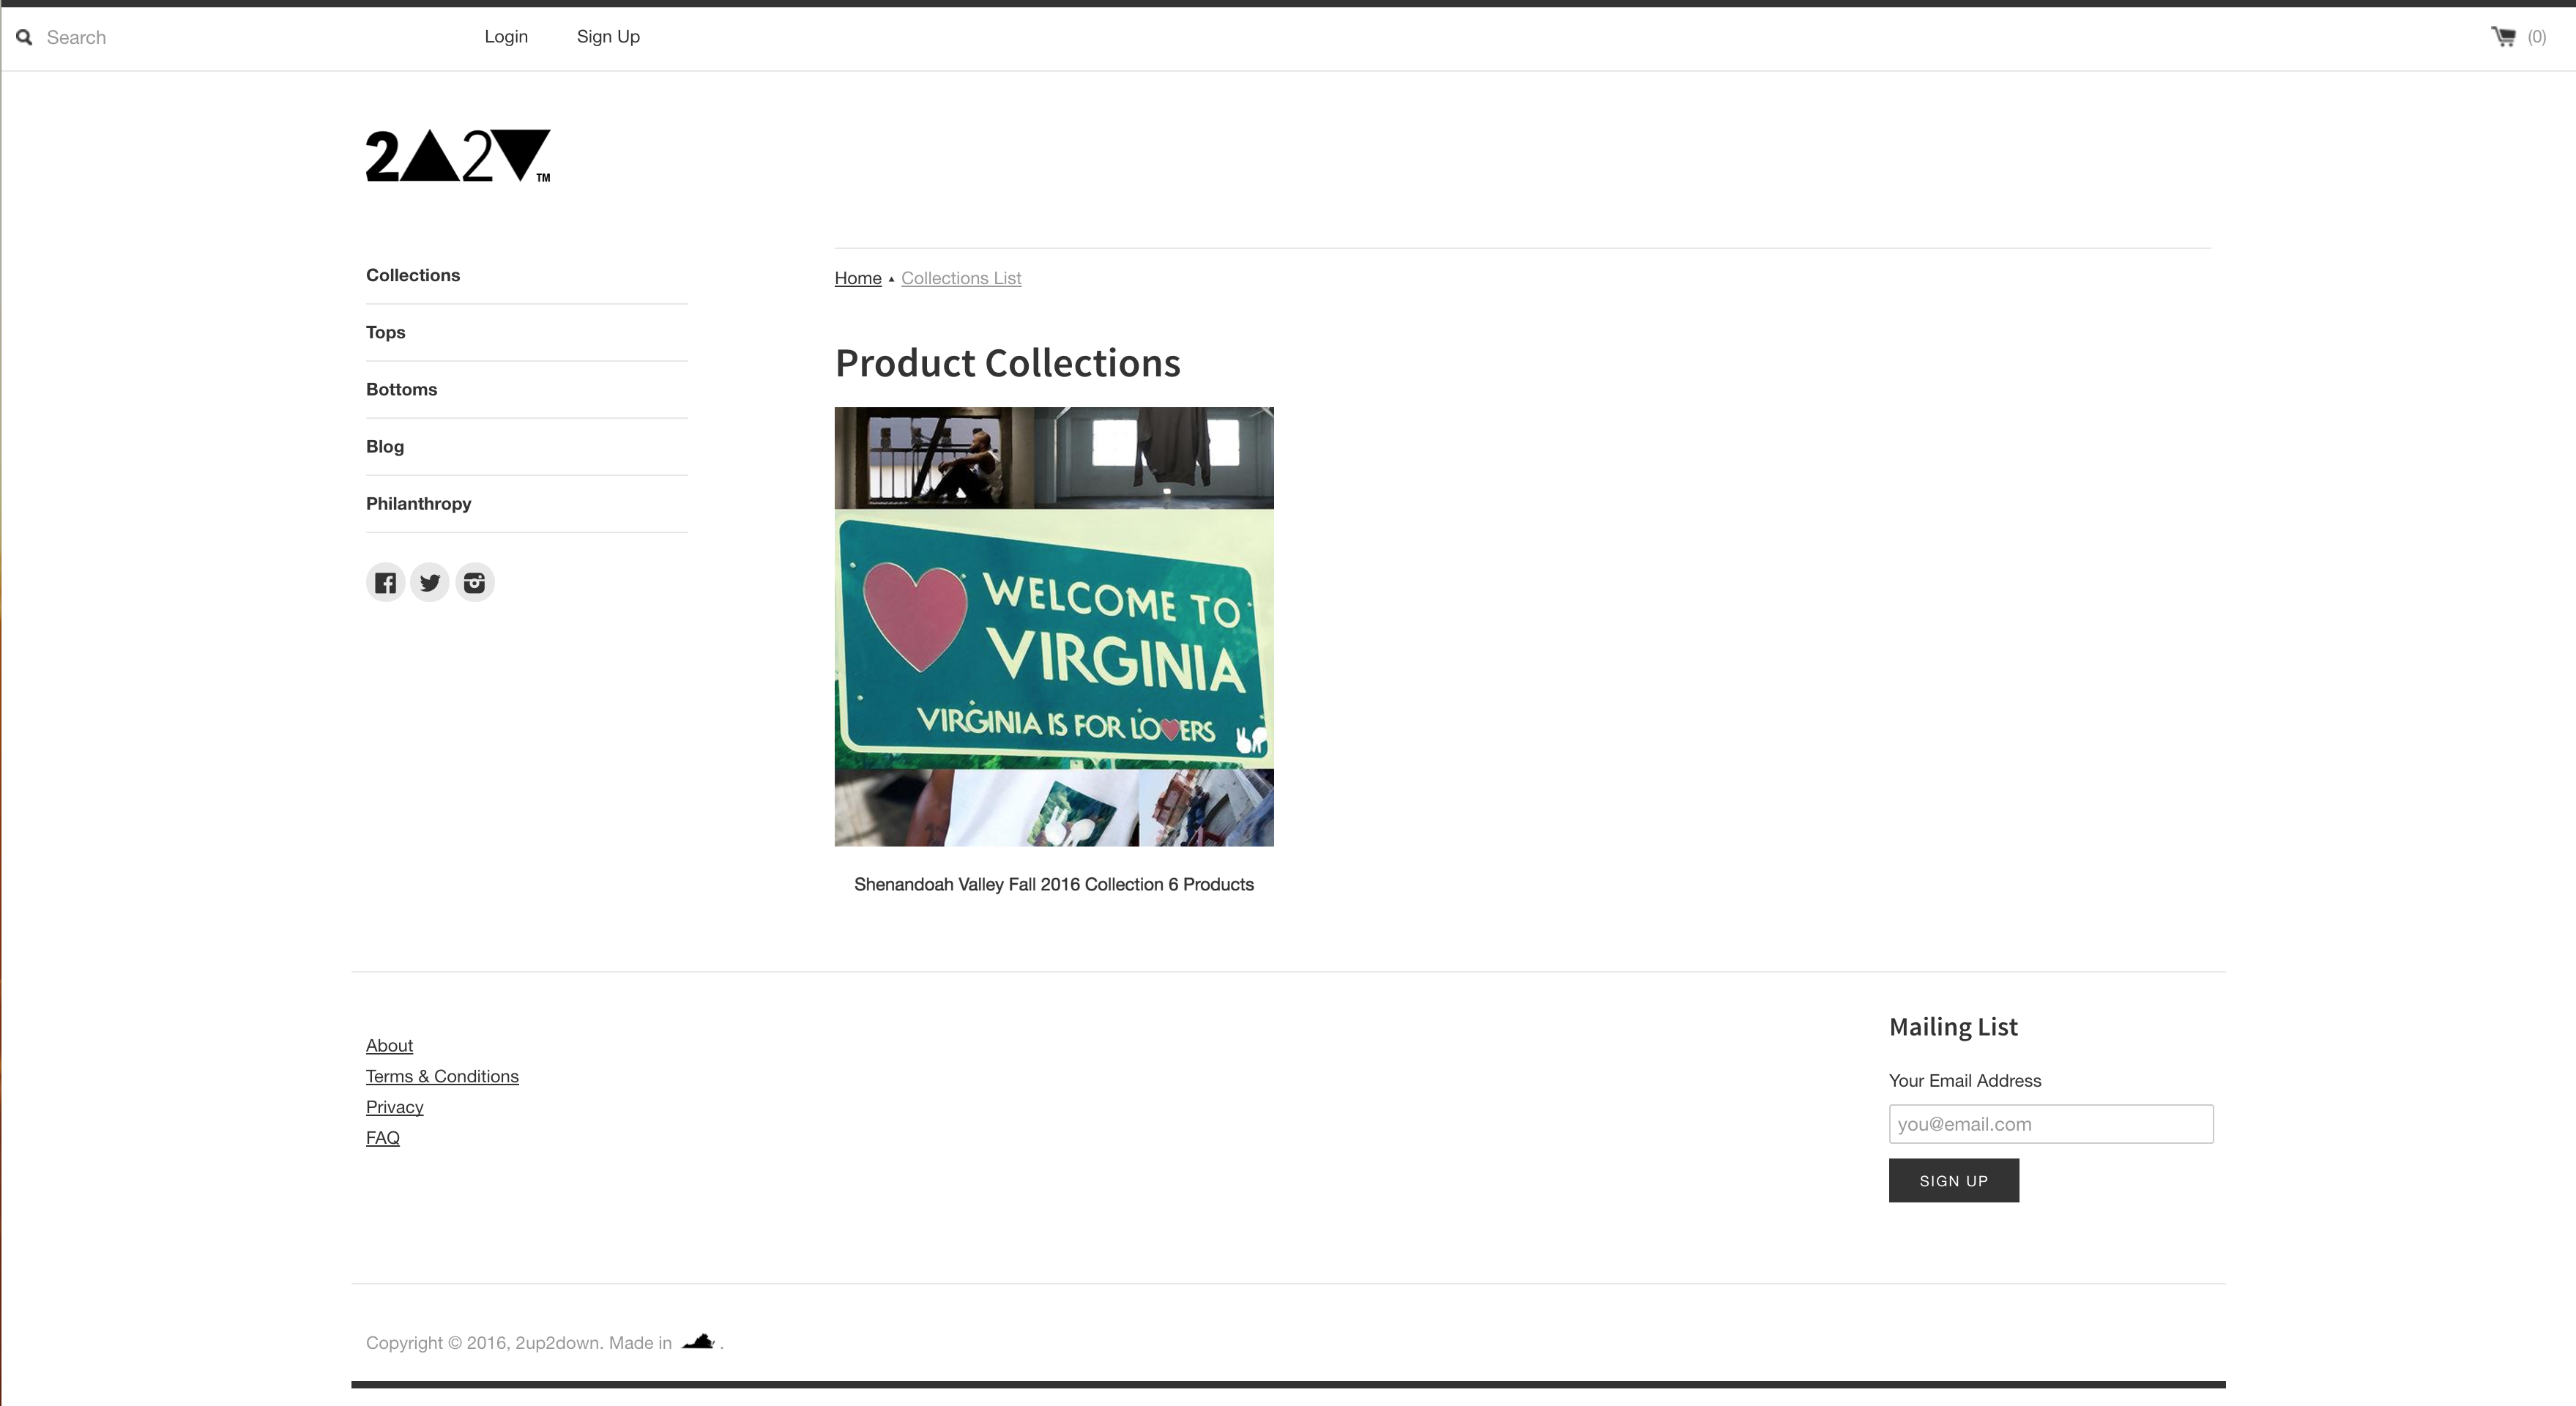 Search
Login
Sign Up
(0)
2▲2▼™
Collections
Tops
Bottoms
Blog
Philanthropy
Home ▲ Collections List
Product Collections
WELCOME TO
VIRGINIA
VIRGINIA IS FOR LO♥ERS
Shenandoah Valley Fall 2016 Collection 6 Products
About
Terms & Conditions
Privacy
FAQ
Mailing List
Your Email Address
you@email.com
SIGN UP
Copyright © 2016, 2up2down. Made in .